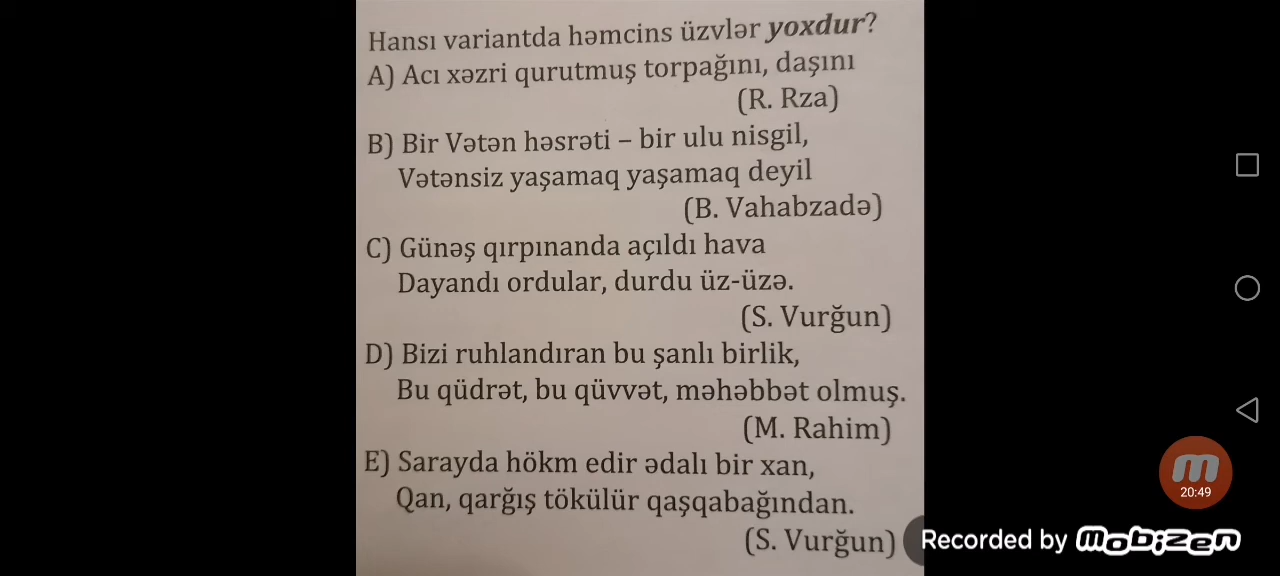 Hansı variantda həmcins üzvlər yoxdur?
A) Acı xəzri qurutmuş torpağını, daşını
(R. Rza)
B) Bir Vətən həsrəti – bir ulu nisgil,
Vətənsiz yaşamaq yaşamaq deyil
(B. Vahabzadə)
C) Günəş qırpınanda açıldı hava
Dayandı ordular, durdu üz-üzə.
(S. Vurğun)
D) Bizi ruhlandıran bu şanlı birlik,
Bu qüdrət, bu qüvvət, məhəbbət olmuş.
(M. Rahim)
E) Sarayda hökm edir ədalı bir xan,
Qan, qarğış tökülür qaşqabağından.
(S. Vurğun)
20:49
Recorded by mobizen